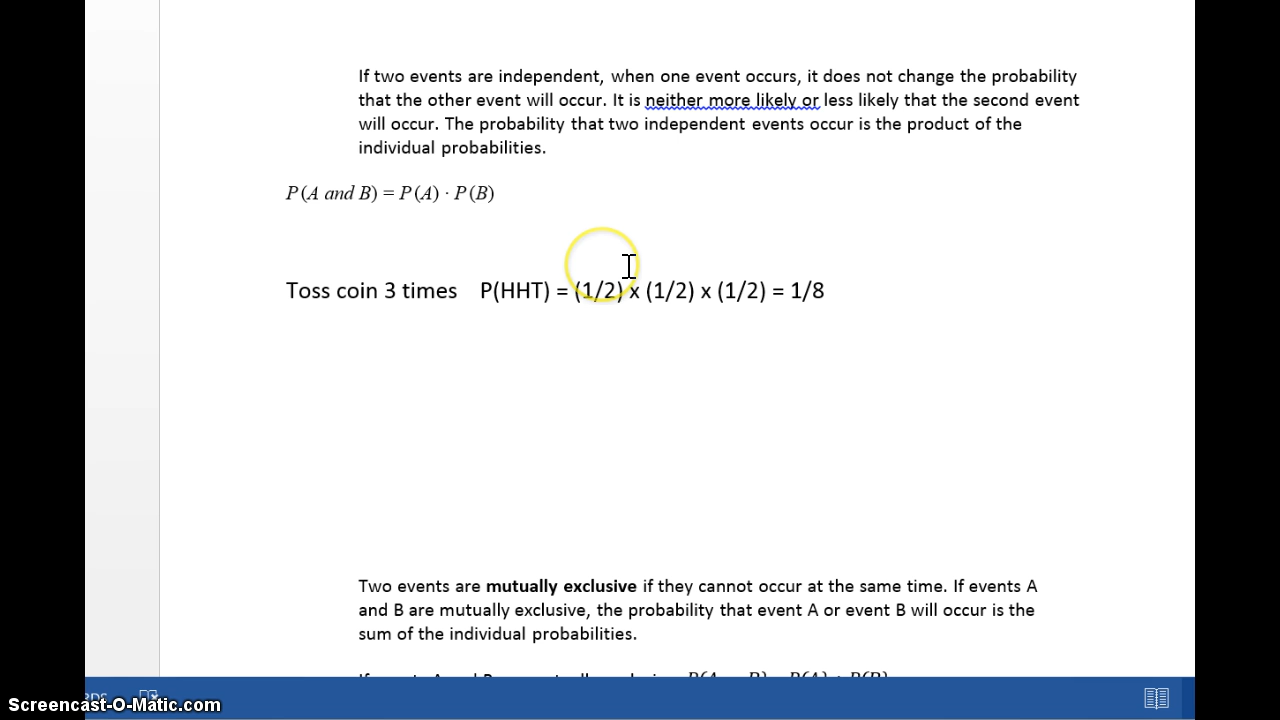 If two events are independent, when one event occurs, it does not change the probability
that the other event will occur. It is neither more likely or less likely that the second event
will occur. The probability that two independent events occur is the product of the
individual probabilities.
P(A and B) = P(A) · P(B)
Toss coin 3 times P(HHT) = (1/2) x (1/2) x (1/2) = 1/8
Two events are mutually exclusive if they cannot occur at the same time. If events A
and B are mutually exclusive, the probability that event A or event B will occur is the
sum of the individual probabilities.
Screencast-O-Matic.com